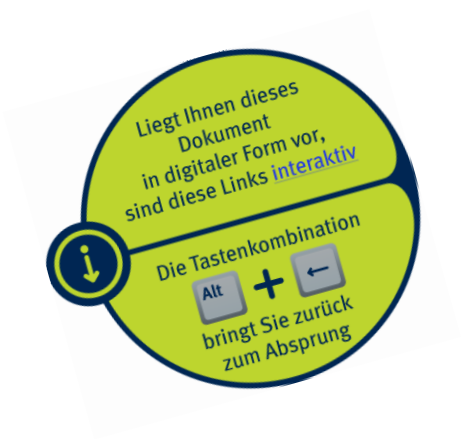 Liegt Ihnen dieses
Dokument
in digitaler Form vor,
sind diese Links interaktiv
Die Tastenkombination
Alt + ←
bringt Sie zurück
zum Absprung